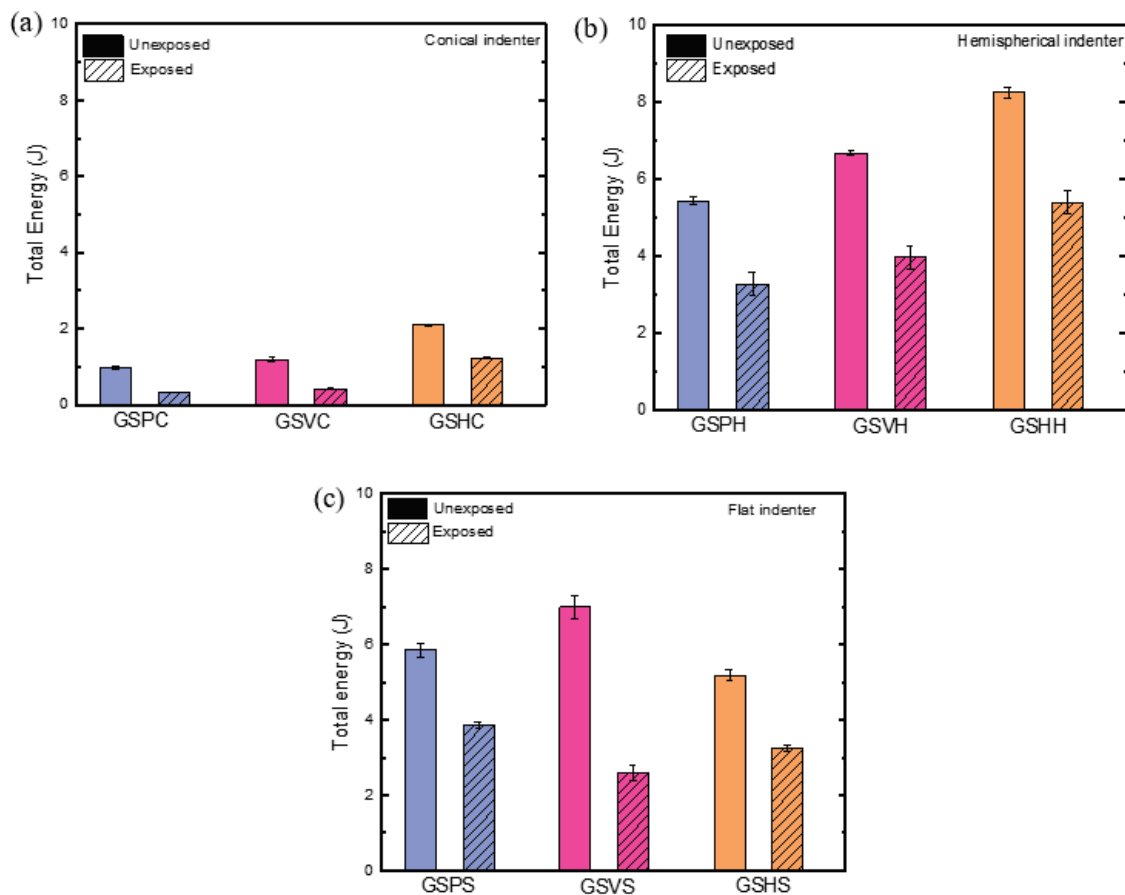 (a)
10
8
6
4
2
0
Total Energy (J)
Unexposed
Exposed
Conical indenter
GSPC
GSVC
GSHC
(b)
10
8
6
4
2
0
Total Energy (J)
Unexposed
Exposed
Hemispherical indenter
GSPH
GSVH
GSHH
(c)
10
8
6
4
2
0
Total energy (J)
Unexposed
Exposed
Flat indenter
GSPS
GSVS
GSHS